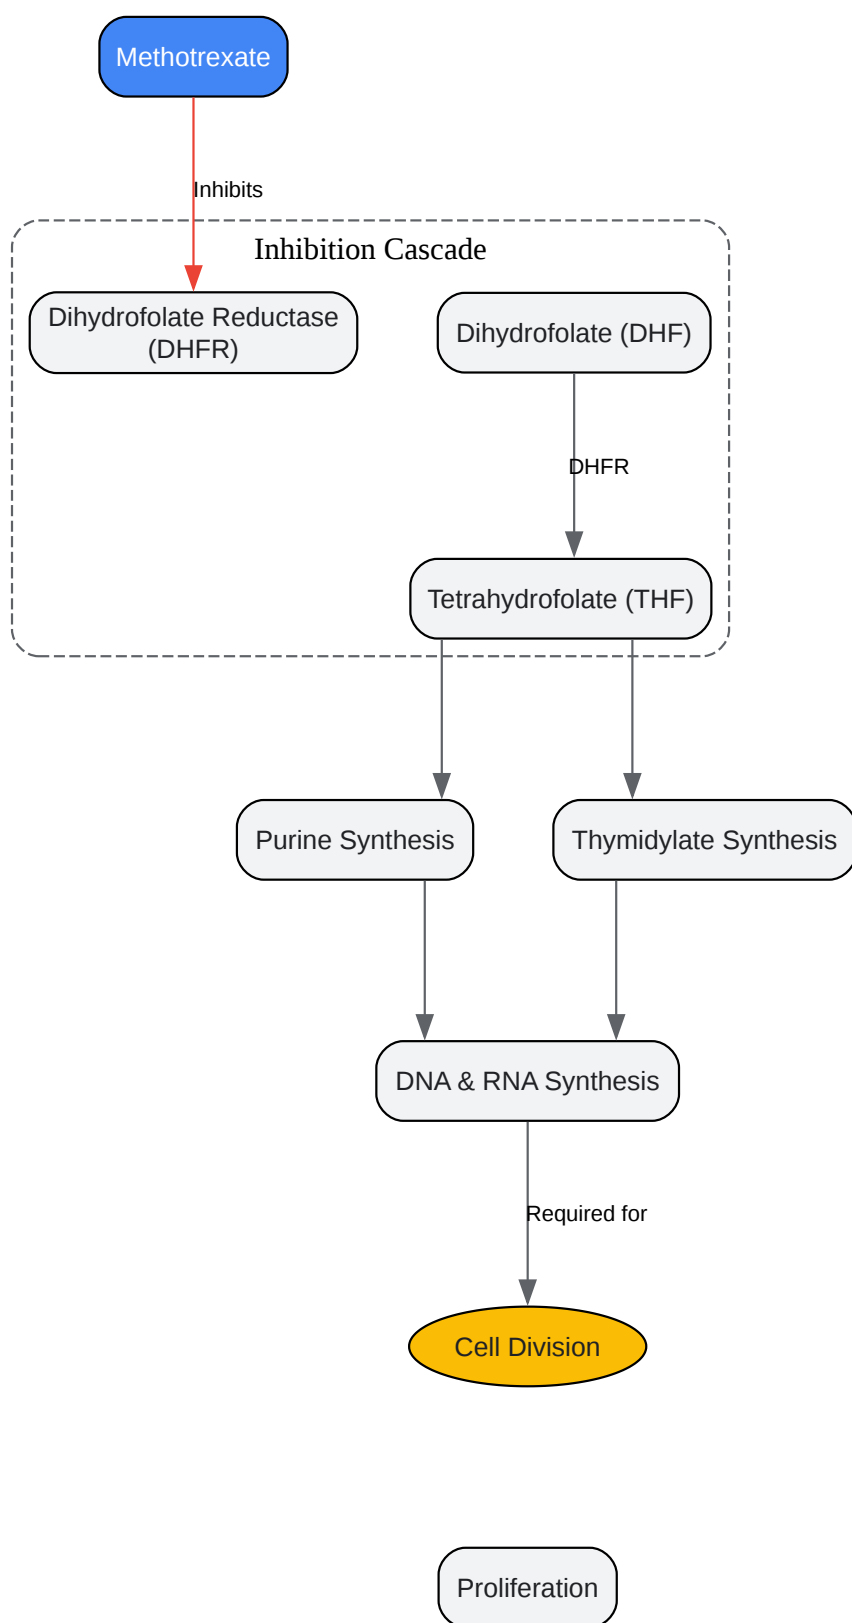 Methotrexate
Inhibits
Inhibition Cascade
Dihydrofolate Reductase
(DHFR)
Dihydrofolate (DHF)
DHFR
Tetrahydrofolate (THF)
Purine Synthesis
Thymidylate Synthesis
DNA & RNA Synthesis
Required for
Cell Division
Proliferation